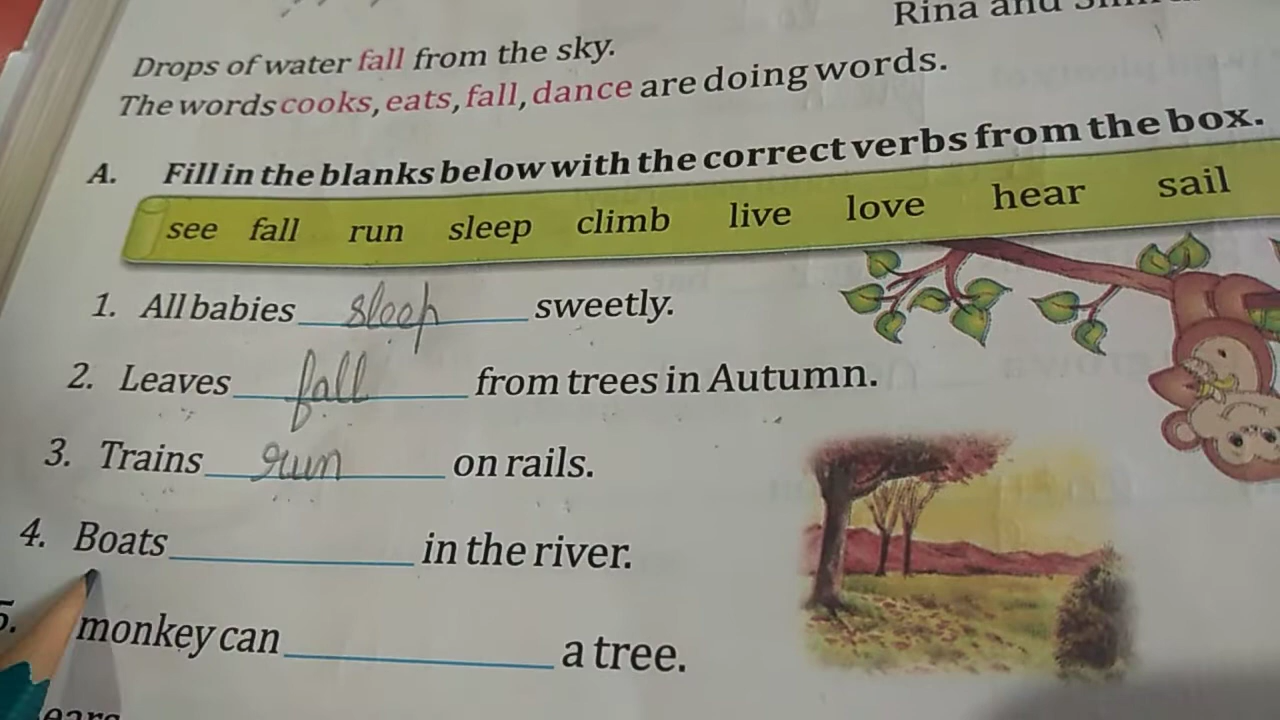 Rina and
Drops of water fall from the sky.
The words cooks, eats, fall, dance are doing words.
A. Fill in the blanks below with the correct verbs from the box.
see fall run sleep climb live love hear sail
1. All babies sleep sweetly.
2. Leaves fall from trees in Autumn.
3. Trains run on rails.
4. Boats ____________ in the river.
5. monkey can ____________ a tree.